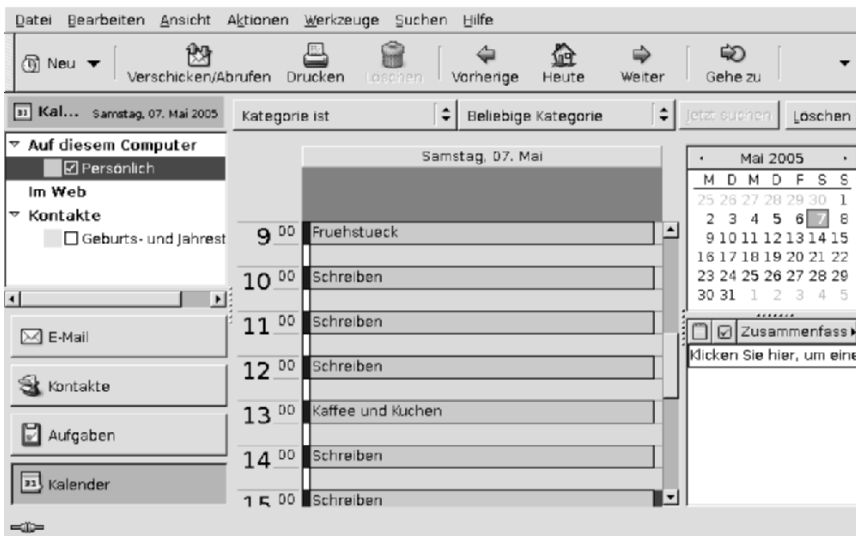 Datei Bearbeiten Ansicht Aktionen Werkzeuge Suchen Hilfe
Neu Verschicken/Abrufen Drucken Löschen Vorherige Heute Weiter Gehe zu
Kal... Samstag, 07. Mai 2005
Kategorie ist Beliebige Kategorie Jetzt suchen Löschen
Auf diesem Computer
Persönlich
Im Web
Kontakte
Geburts- und Jahrest
E-Mail
Kontakte
Aufgaben
Kalender
Samstag, 07. Mai
9 00 Fruehstueck
10 00 Schreiben
11 00 Schreiben
12 00 Schreiben
13 00 Kaffee und Kuchen
14 00 Schreiben
15 00 Schreiben
Mai 2005
M D M D F S S
25 26 27 28 29 30 1
2 3 4 5 6 7 8
9 10 11 12 13 14 15
16 17 18 19 20 21 22
23 24 25 26 27 28 29
30 31 1 2 3 4 5
Zusammenfass
Klicken Sie hier, um eine